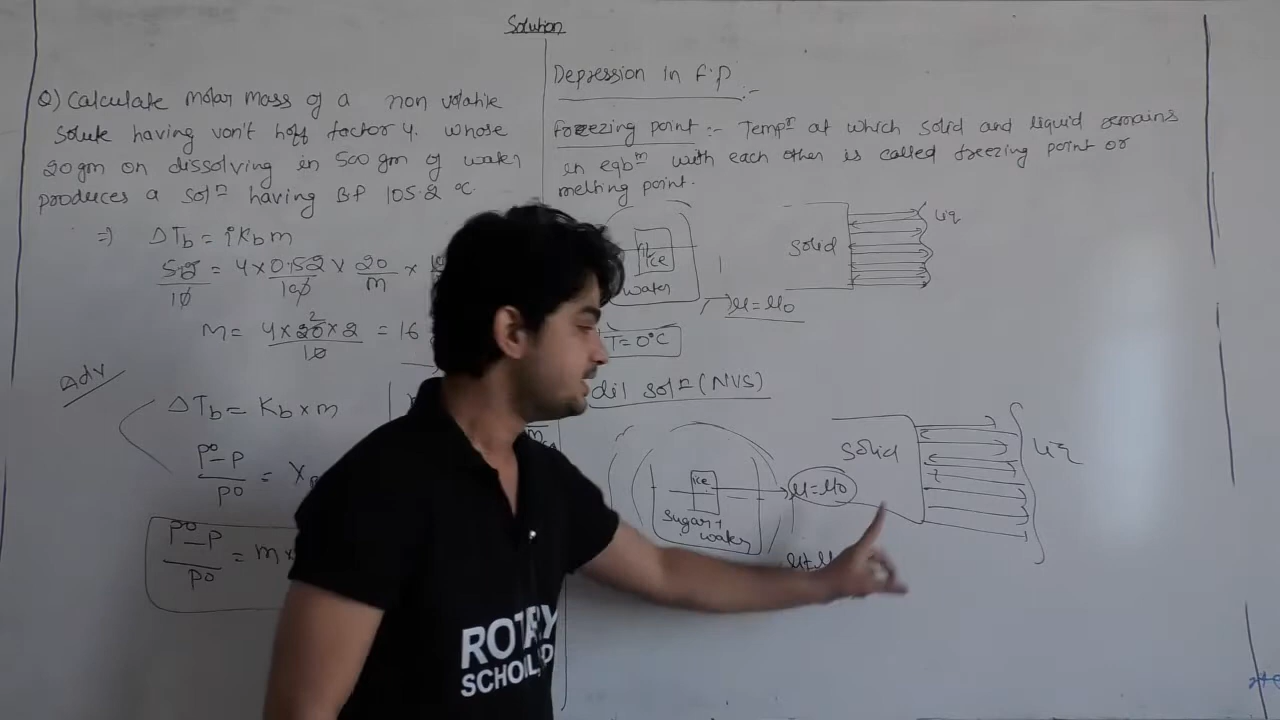 Solution
Q) Calculate molar mass of a non volatile
solute having von't hoff factor 4. whose
20gm on dissolving in 500 gm of water
produces a solⁿ having BP 105.2 °C.
=) ΔTb = iKbm
5.2/10 = 4 × 0.52/100 × 20/m ×
M = 4×20×2/10 = 16
Adv
ΔTb = Kb × m
P°-P/P° = X
P°-P/P° = m×
Depression in F.P :-
freezing point :- Tempʳ at which solid and liquid remains
in eqbᵐ with each other is called freezing point or
melting point.
ice
water
solid
liq
μ = μ₀
T = 0°C
dil solⁿ (NVS)
ice
sugar +
water
μ = μ₀
solid
liq
ROTARY
SCHOOL